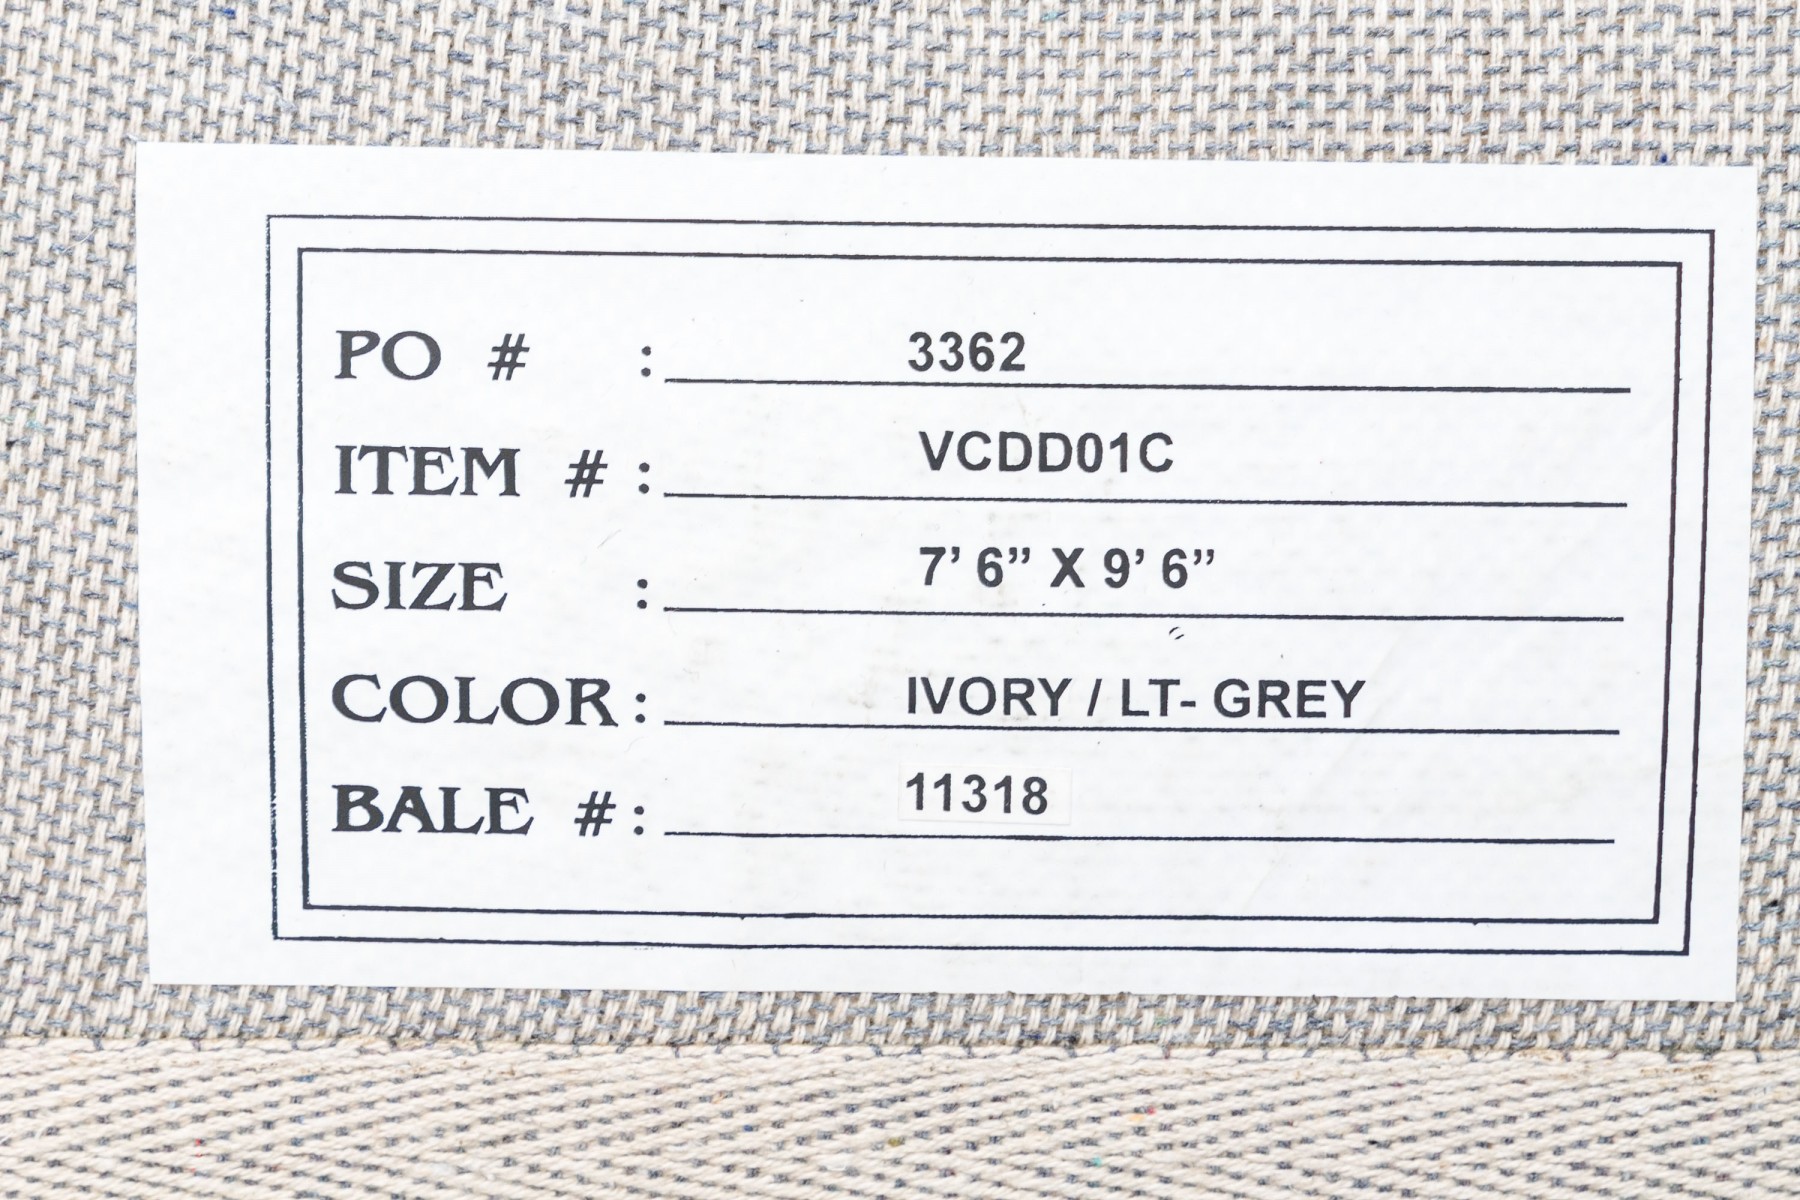 PO # : 3362
ITEM # : VCDD01C
SIZE : 7’ 6” X 9’ 6”
COLOR : IVORY / LT- GREY
BALE # : 11318